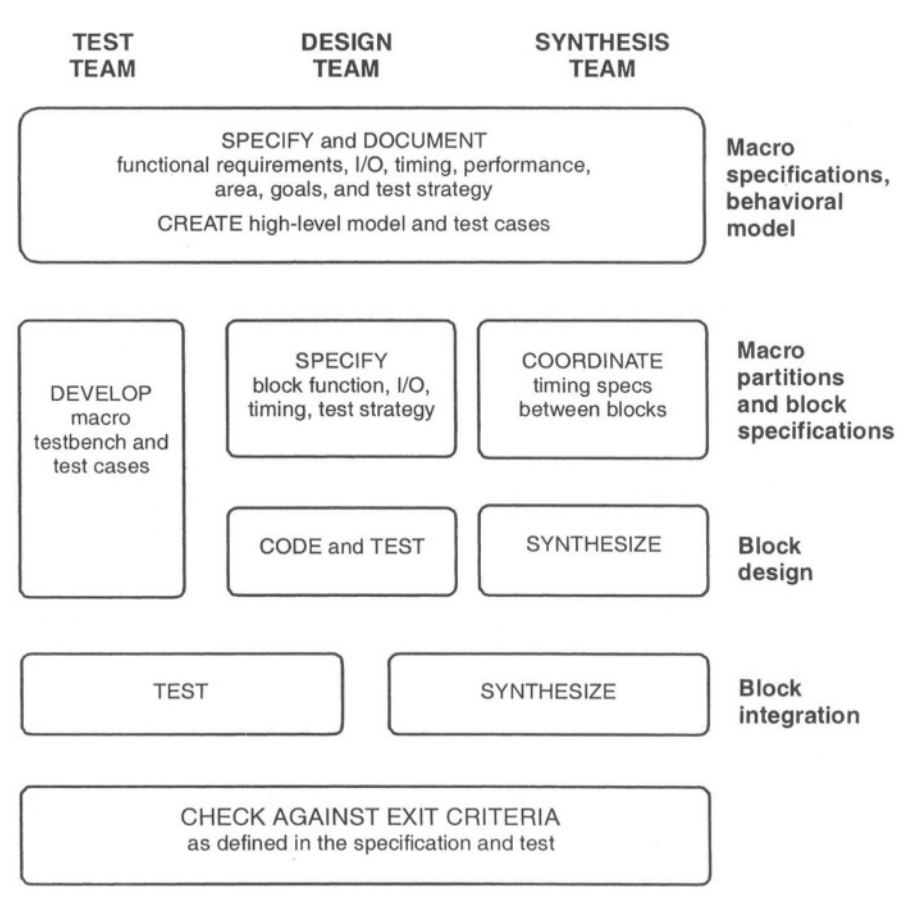 TEST
TEAM
DESIGN
TEAM
SYNTHESIS
TEAM
SPECIFY and DOCUMENT
functional requirements, I/O, timing, performance,
area, goals, and test strategy
CREATE high-level model and test cases
Macro
specifications,
behavioral
model
DEVELOP
macro
testbench and
test cases
SPECIFY
block function, I/O,
timing, test strategy
COORDINATE
timing specs
between blocks
Macro
partitions
and block
specifications
CODE and TEST
SYNTHESIZE
Block
design
TEST
SYNTHESIZE
Block
integration
CHECK AGAINST EXIT CRITERIA
as defined in the specification and test